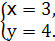 x = 3,
y = 4.